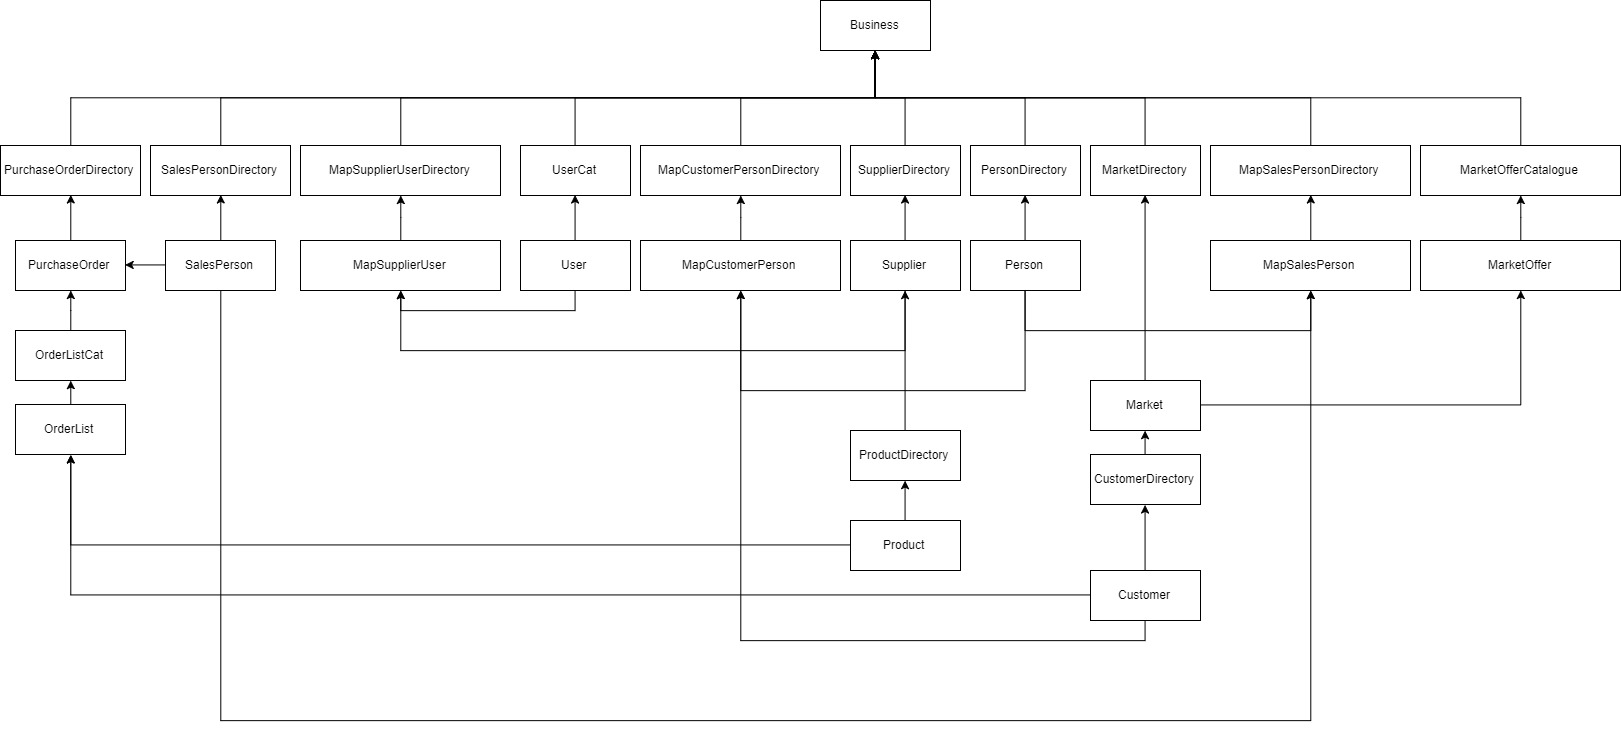 Business
PurchaseOrderDirectory
SalesPersonDirectory
MapSupplierUserDirectory
UserCat
MapCustomerPersonDirectory
SupplierDirectory
PersonDirectory
MarketDirectory
MapSalesPersonDirectory
MarketOfferCatalogue
PurchaseOrder
SalesPerson
MapSupplierUser
User
MapCustomerPerson
Supplier
Person
MapSalesPerson
MarketOffer
OrderListCat
Market
OrderList
ProductDirectory
CustomerDirectory
Product
Customer